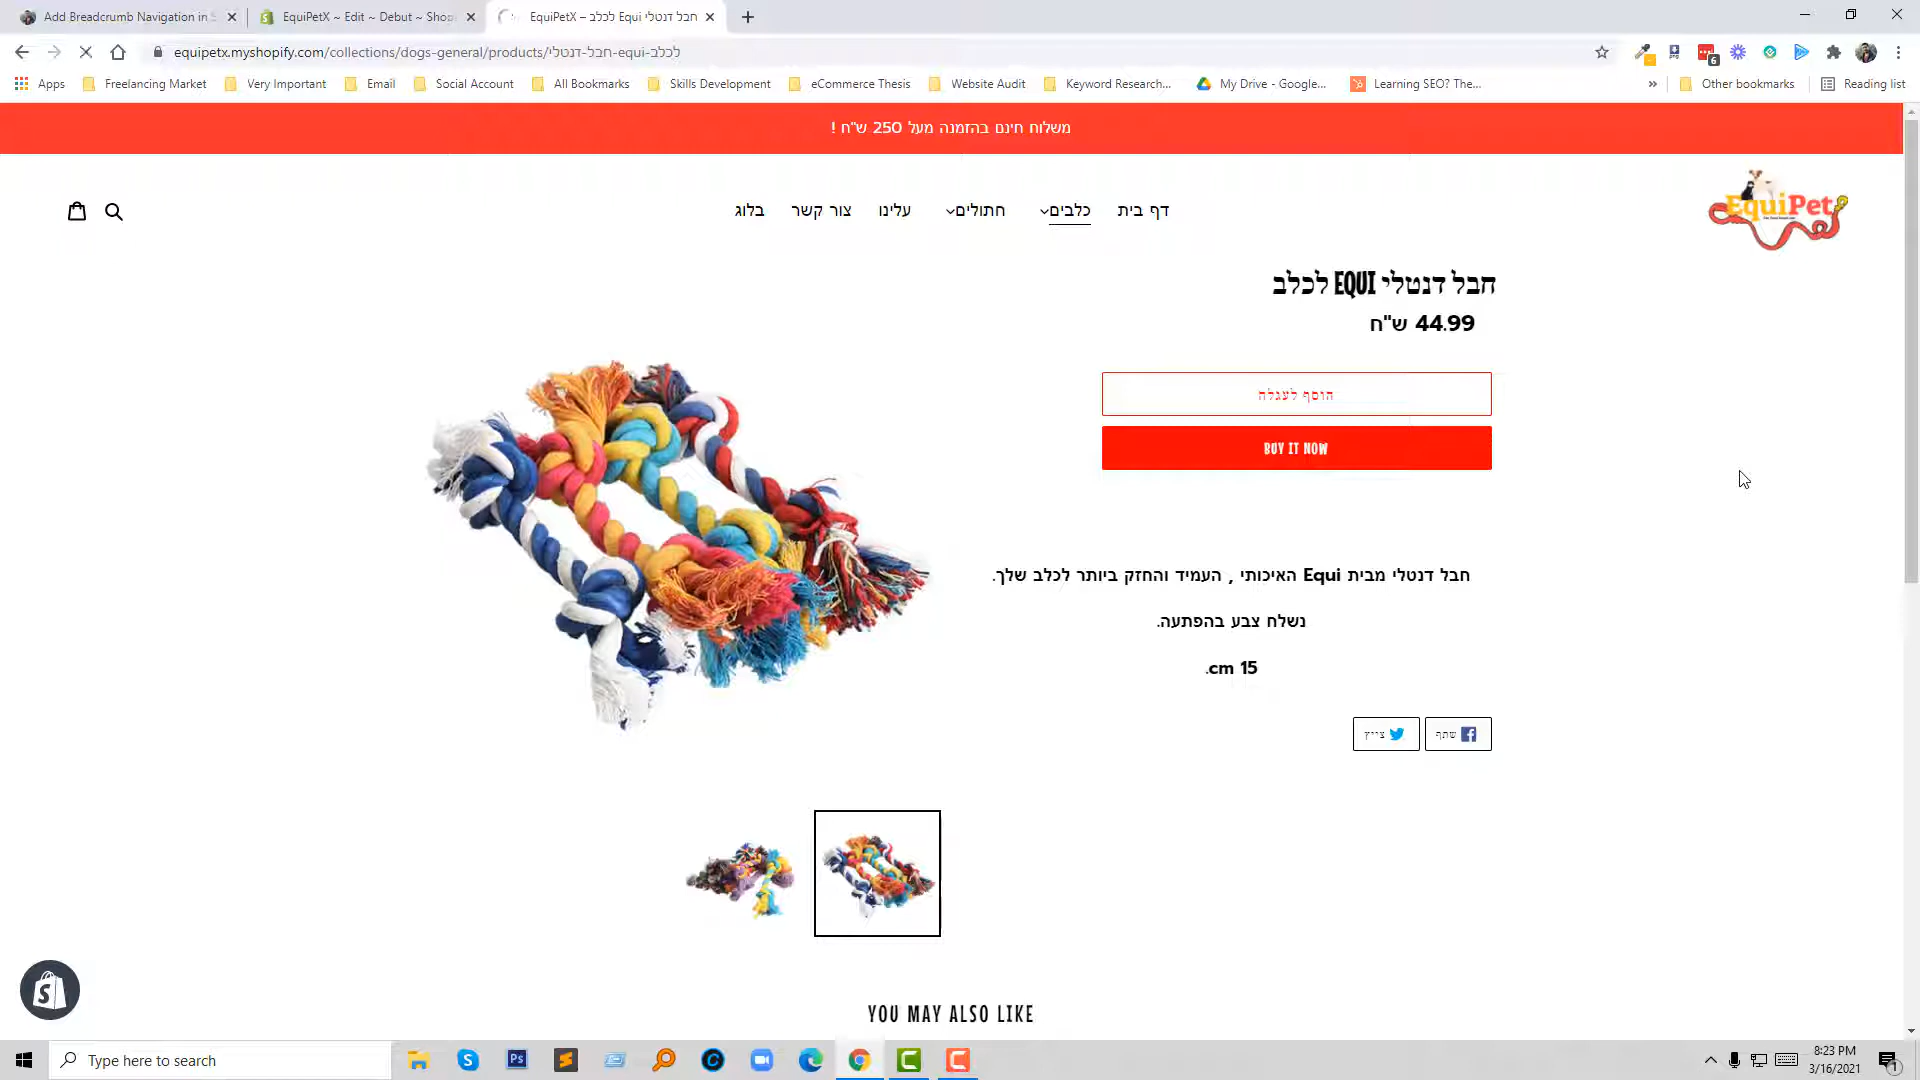 Add Breadcrumb Navigation in S
EquiPetX ~ Edit ~ Debut ~ Shop
חבל דנטלי Equi לכלב – EquiPetX
equipetx.myshopify.com/collections/dogs-general/products/חבל-דנטלי-equi-לכלב
6
Apps
Freelancing Market
Very Important
Email
Social Account
All Bookmarks
Skills Development
eCommerce Thesis
Website Audit
Keyword Research...
My Drive - Google...
Learning SEO? The...
»
Other bookmarks
Reading list
משלוח חינם בהזמנה מעל 250 ש"ח !
דף בית
כלבים
חתולים
עלינו
צור קשר
בלוג
EquiPet
חבל דנטלי EQUI לכלב
44.99 ש"ח
הוסף לעגלה
BUY IT NOW
חבל דנטלי מבית Equi האיכותי , העמיד והחזק ביותר לכלב שלך.
נשלח צבע בהפתעה.
15 cm.
שתף
צייץ
YOU MAY ALSO LIKE
Type here to search
Ps
8:23 PM
3/16/2021
1